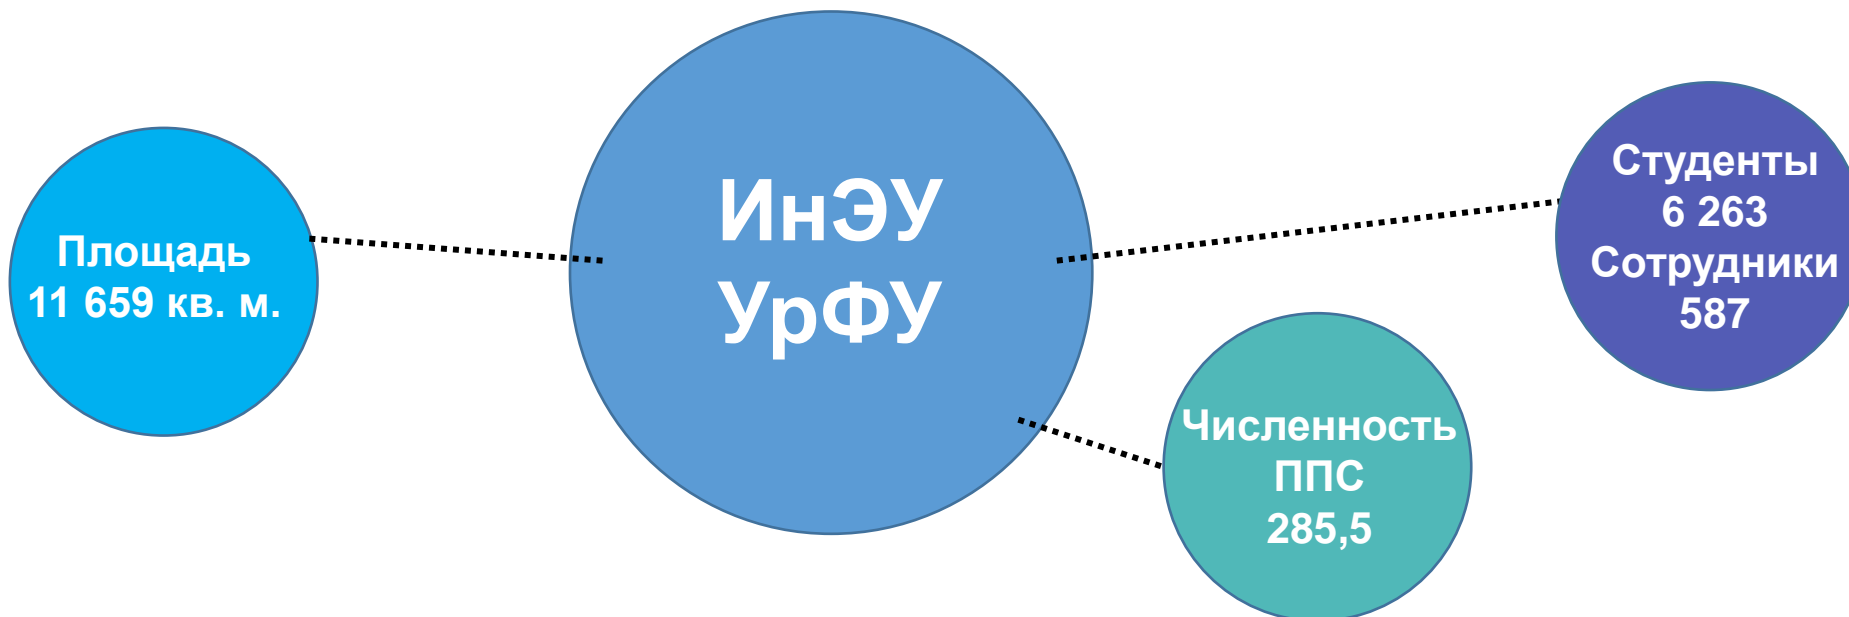 Площадь
11 659 кв. м.
ИнЭУ
УрФУ
Студенты
6 263
Сотрудники
587
Численность
ППС
285,5